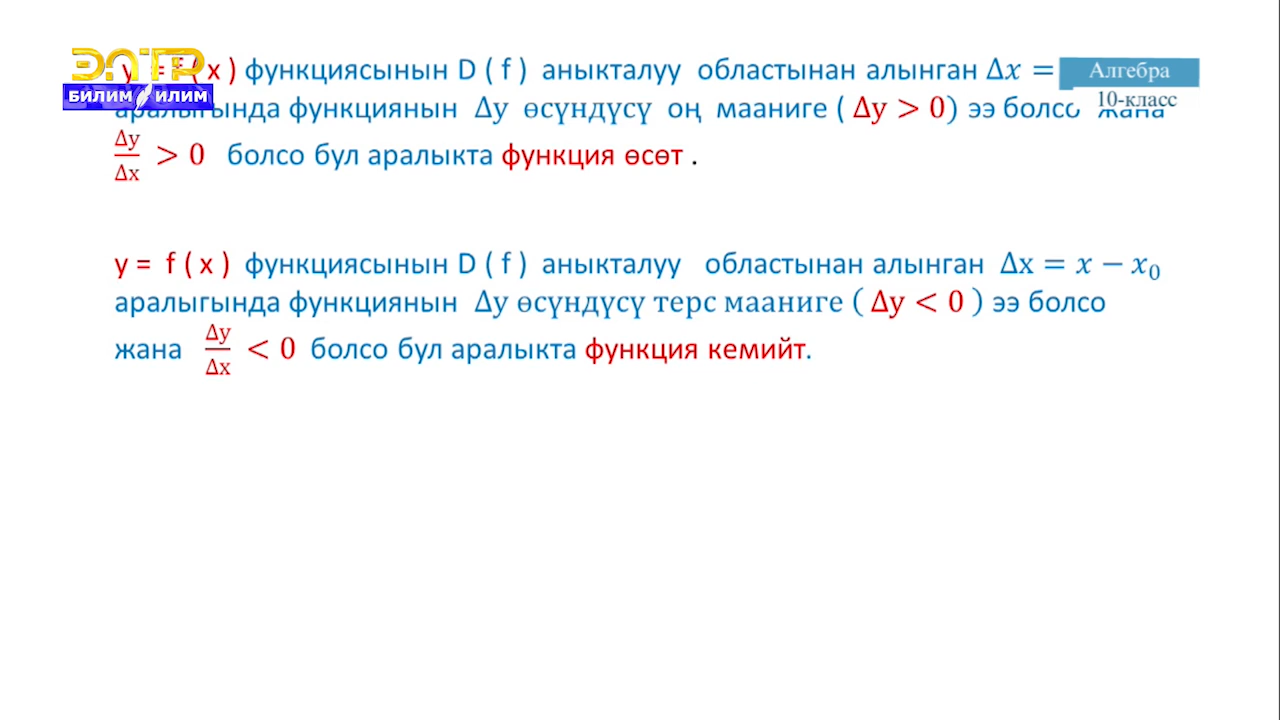 ЭЛТР
БИЛИМ ИЛИМ
Алгебра
10-класс
y = f ( x ) функциясынын D ( f ) аныкталуу областынан алынган Δx =
аралыгында функциянын Δy өсүндүсү оң мааниге ( Δy > 0) ээ болсо жана
Δy/Δx > 0 болсо бул аралыкта функция өсөт .
y = f ( x ) функциясынын D ( f ) аныкталуу областынан алынган Δx = x − x₀
аралыгында функциянын Δy өсүндүсү терс мааниге ( Δy < 0 ) ээ болсо
жана Δy/Δx < 0 болсо бул аралыкта функция кемийт.